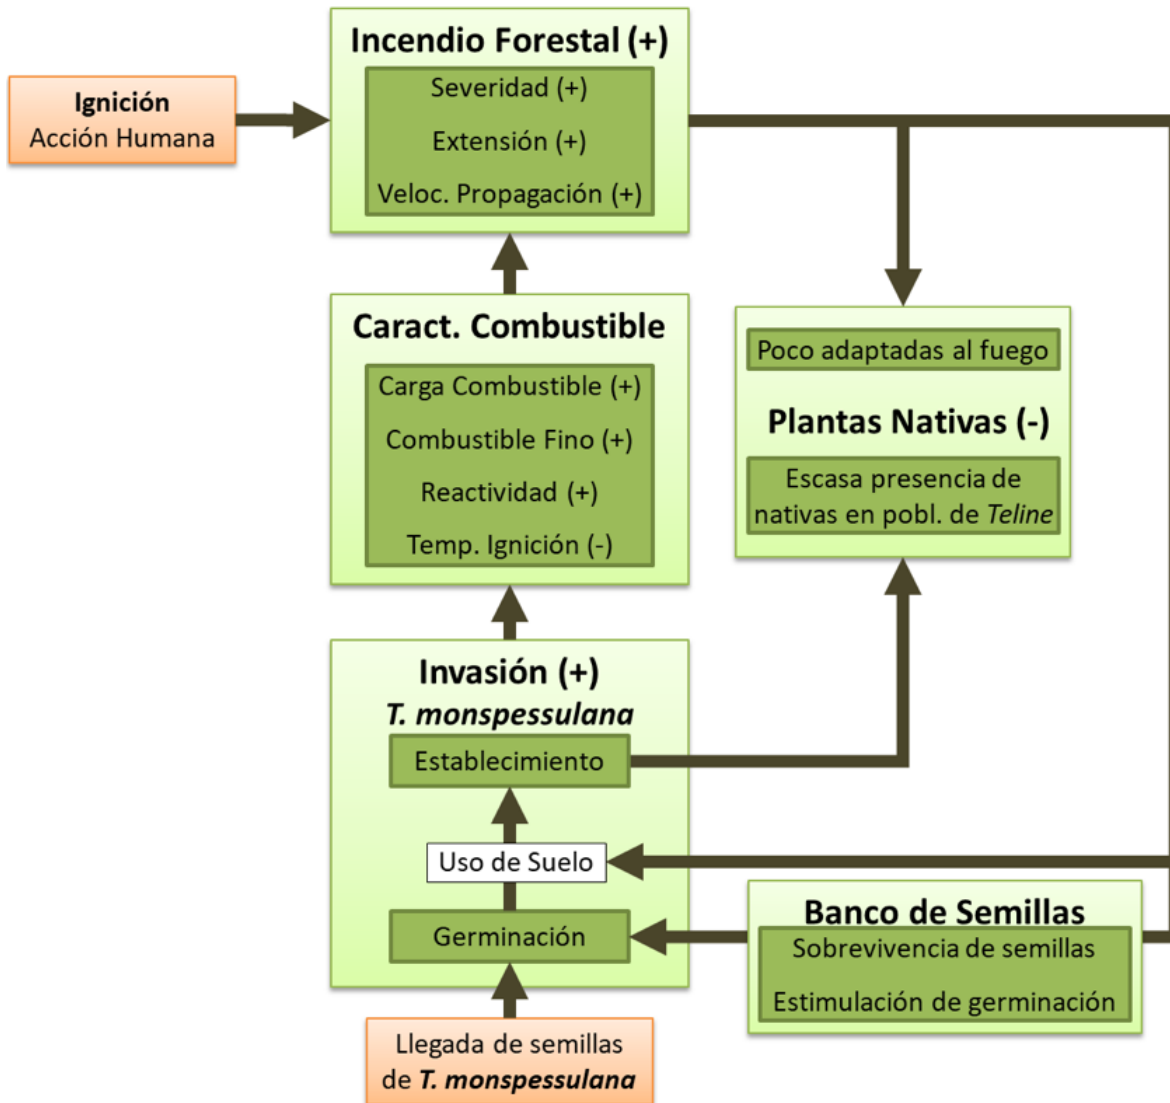 Incendio Forestal (+)
Severidad (+)
Extensión (+)
Veloc. Propagación (+)
Ignición
Acción Humana
Caract. Combustible
Carga Combustible (+)
Combustible Fino (+)
Reactividad (+)
Temp. Ignición (-)
Poco adaptadas al fuego
Plantas Nativas (-)
Escasa presencia de
nativas en pobl. de Teline
Invasión (+)
T. monspessulana
Establecimiento
Uso de Suelo
Germinación
Banco de Semillas
Sobrevivencia de semillas
Estimulación de germinación
Llegada de semillas
de T. monspessulana